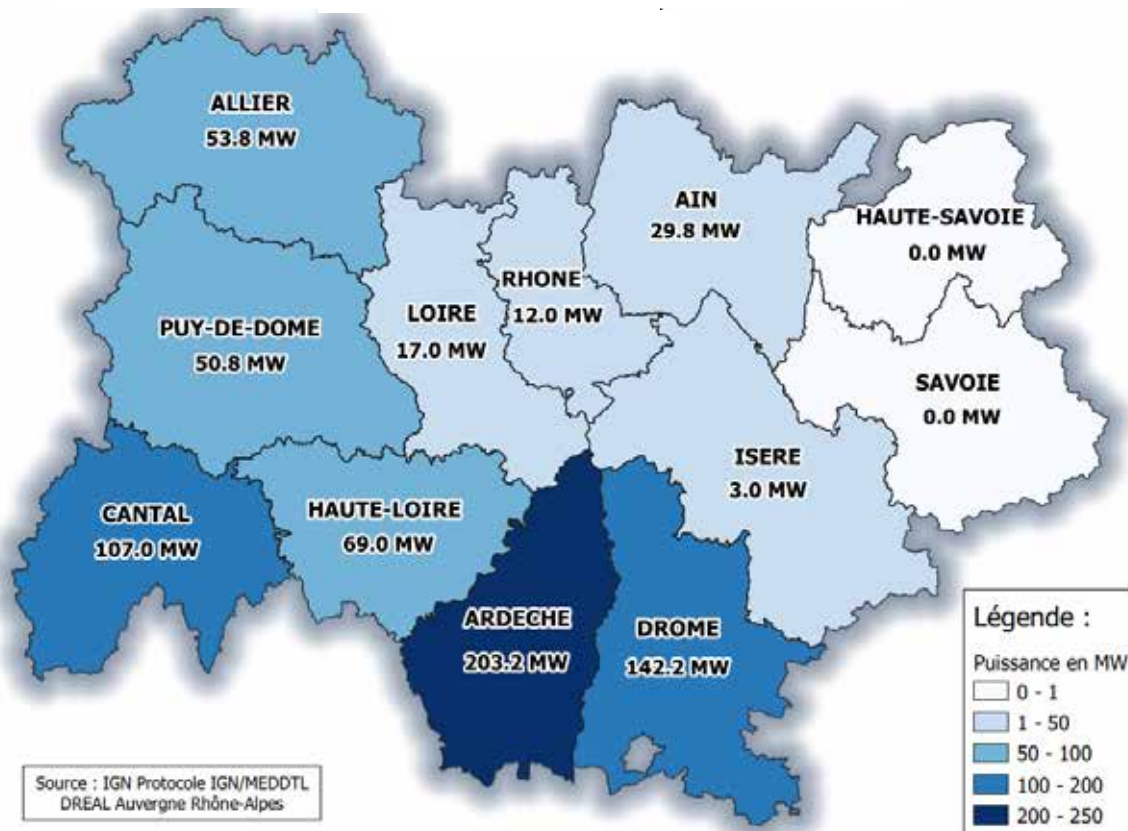 ALLIER
53.8 MW
AIN
29.8 MW
HAUTE-SAVOIE
0.0 MW
RHONE
12.0 MW
LOIRE
17.0 MW
PUY-DE-DOME
50.8 MW
SAVOIE
0.0 MW
ISERE
3.0 MW
CANTAL
107.0 MW
HAUTE-LOIRE
69.0 MW
ARDECHE
203.2 MW
DROME
142.2 MW
Légende :
Puissance en MW
0 - 1
1 - 50
50 - 100
100 - 200
200 - 250
Source : IGN Protocole IGN/MEDDTL
DREAL Auvergne Rhône-Alpes